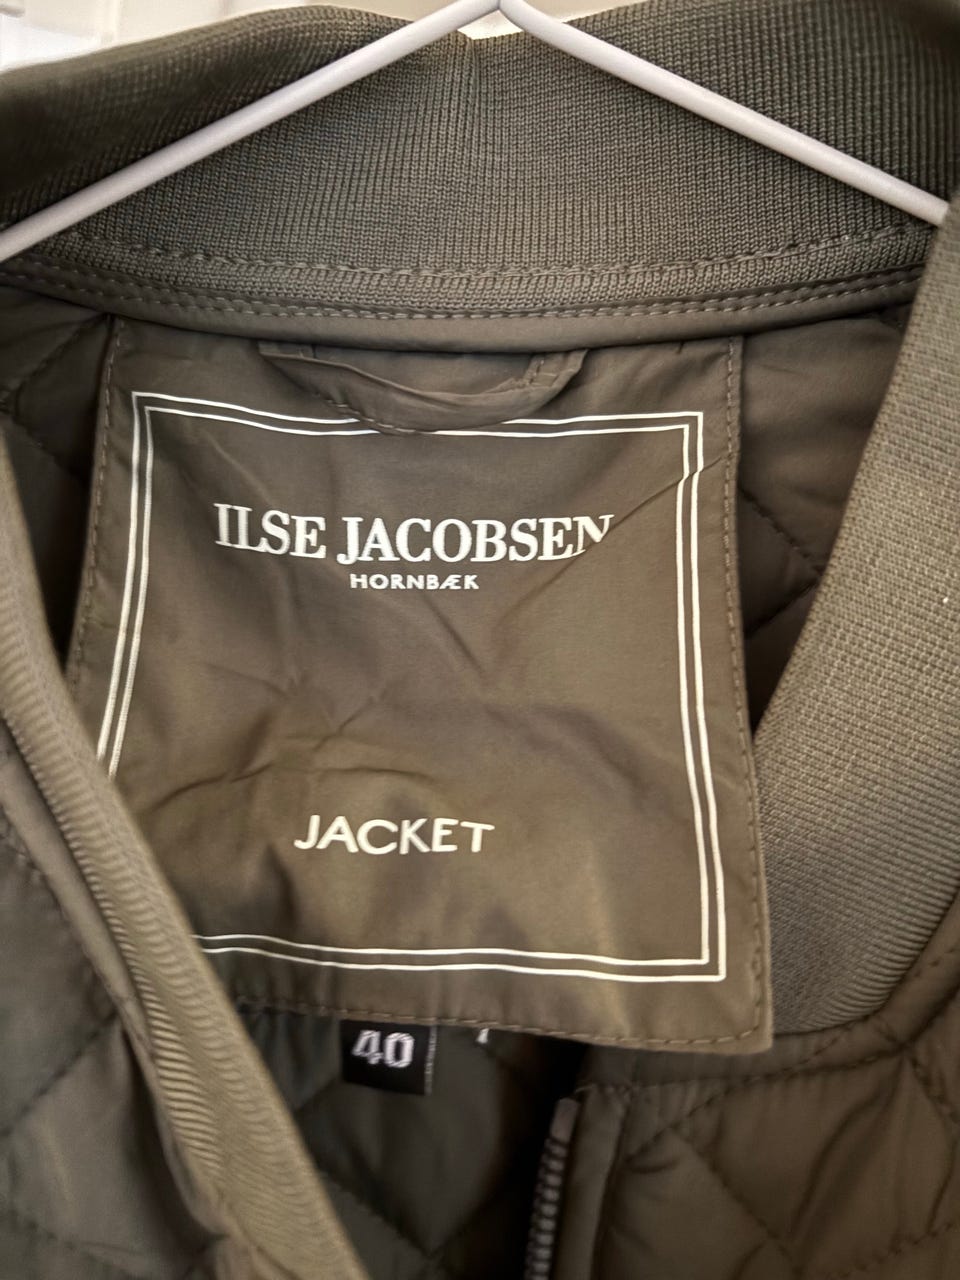 ILSE JACOBSEN
HORNBÆK
JACKET
40